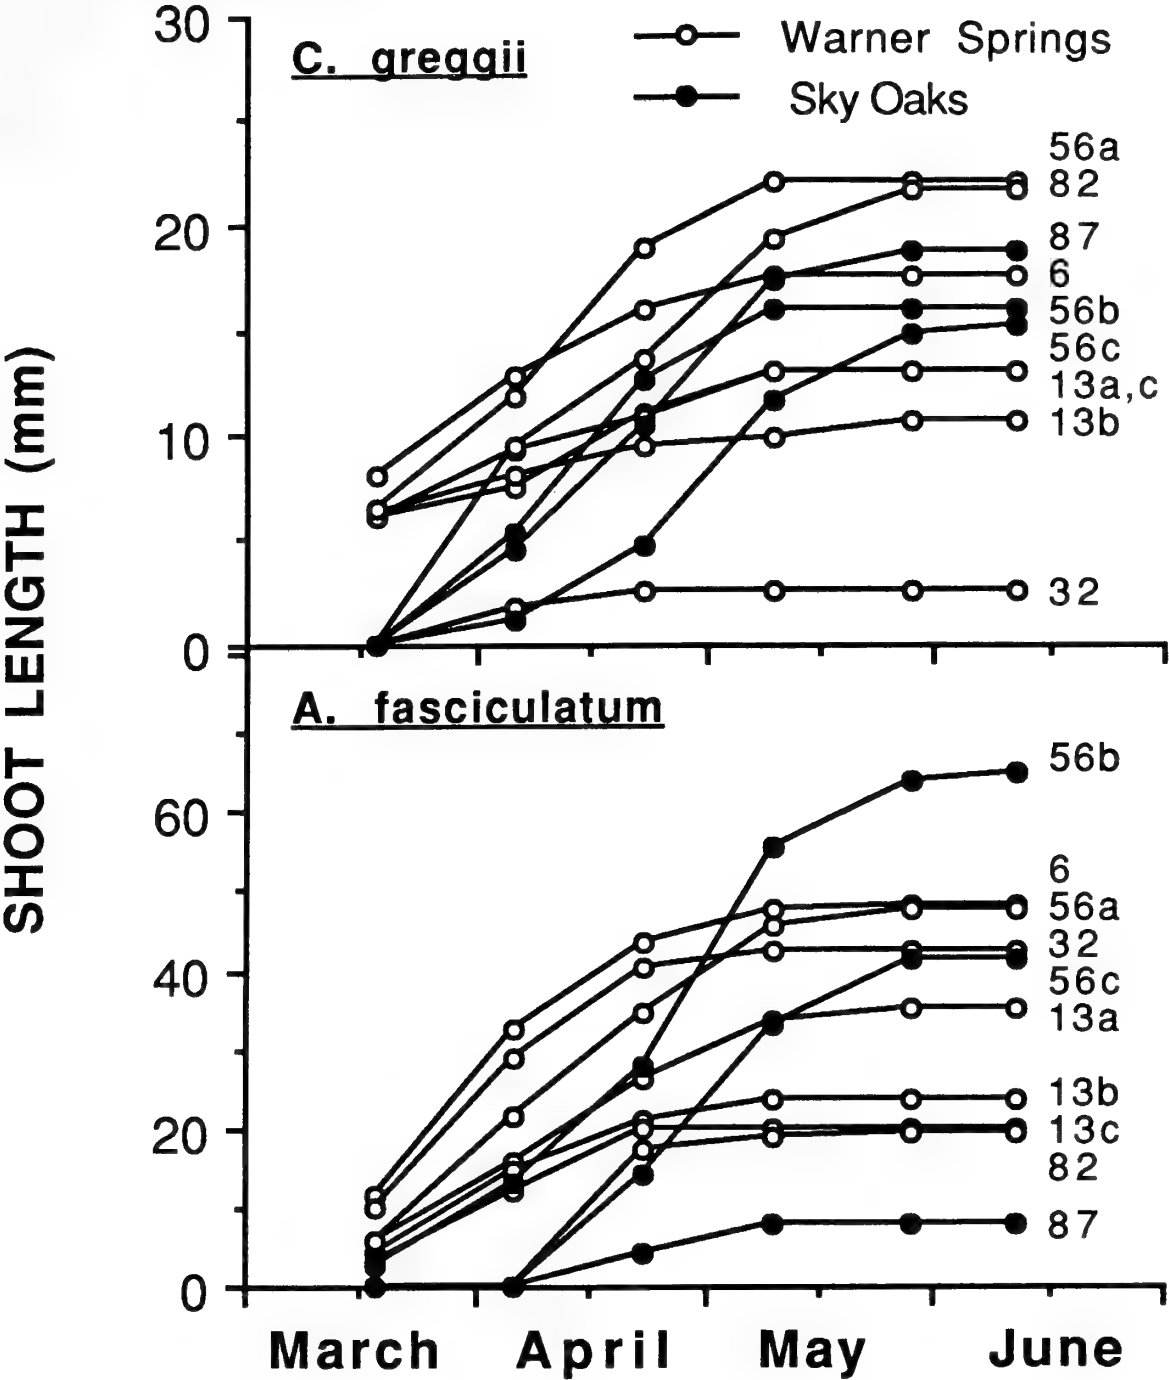 SHOOT LENGTH (mm)
C. greggii
Warner Springs
Sky Oaks
30
20
10
0
56a
82
87
6
56b
56c
13a,c
13b
32
A. fasciculatum
60
40
20
0
56b
6
56a
32
56c
13a
13b
13c
82
87
March April May June